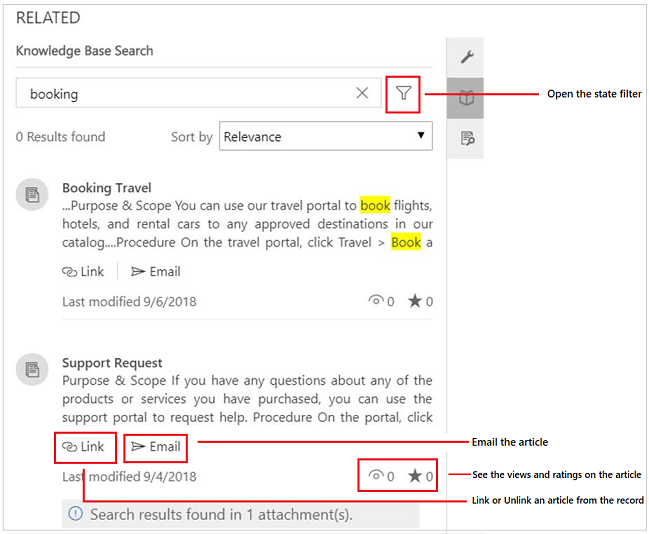 RELATED
Knowledge Base Search
booking
Open the state filter
0 Results found
Sort by Relevance
Booking Travel
...Purpose & Scope You can use our travel portal to book flights,
hotels, and rental cars to any approved destinations in our
catalog....Procedure On the travel portal, click Travel > Book a
Link Email
Last modified 9/6/2018 0 0
Support Request
Purpose & Scope If you have any questions about any of the
products or services you have purchased, you can use the
support portal to request help. Procedure On the portal, click
Link Email
Email the article
Last modified 9/4/2018 0 0
See the views and ratings on the article
Link or Unlink an article from the record
Search results found in 1 attachment(s).